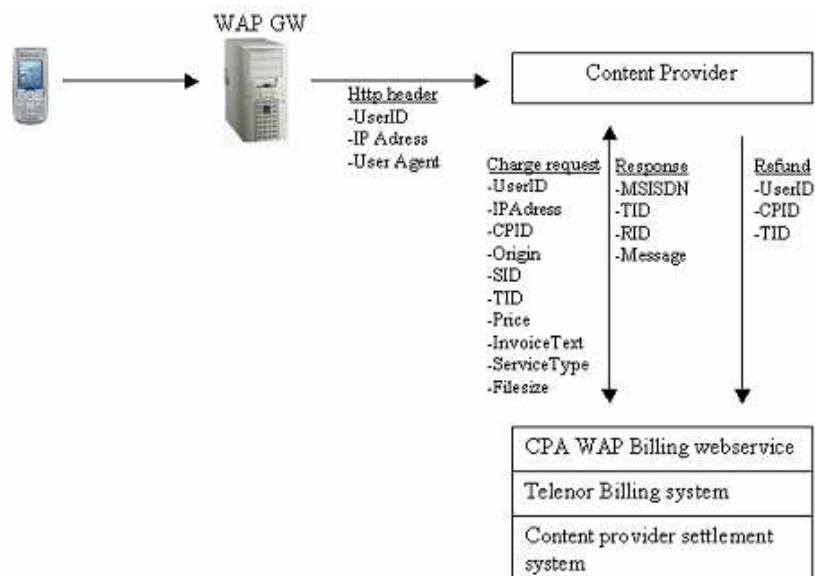 WAP GW
Content Provider
Http header
-UserID
-IP Adress
-User Agent
Charge request
-UserID
-IPAdress
-CPID
-Origin
-SID
-TID
-Price
-InvoiceText
-ServiceType
-Filesize
Response
-MSISDN
-TID
-RID
-Message
Refund
-UserID
-CPID
-TID
CPA WAP Billing webservice
Telenor Billing system
Content provider settlement
system